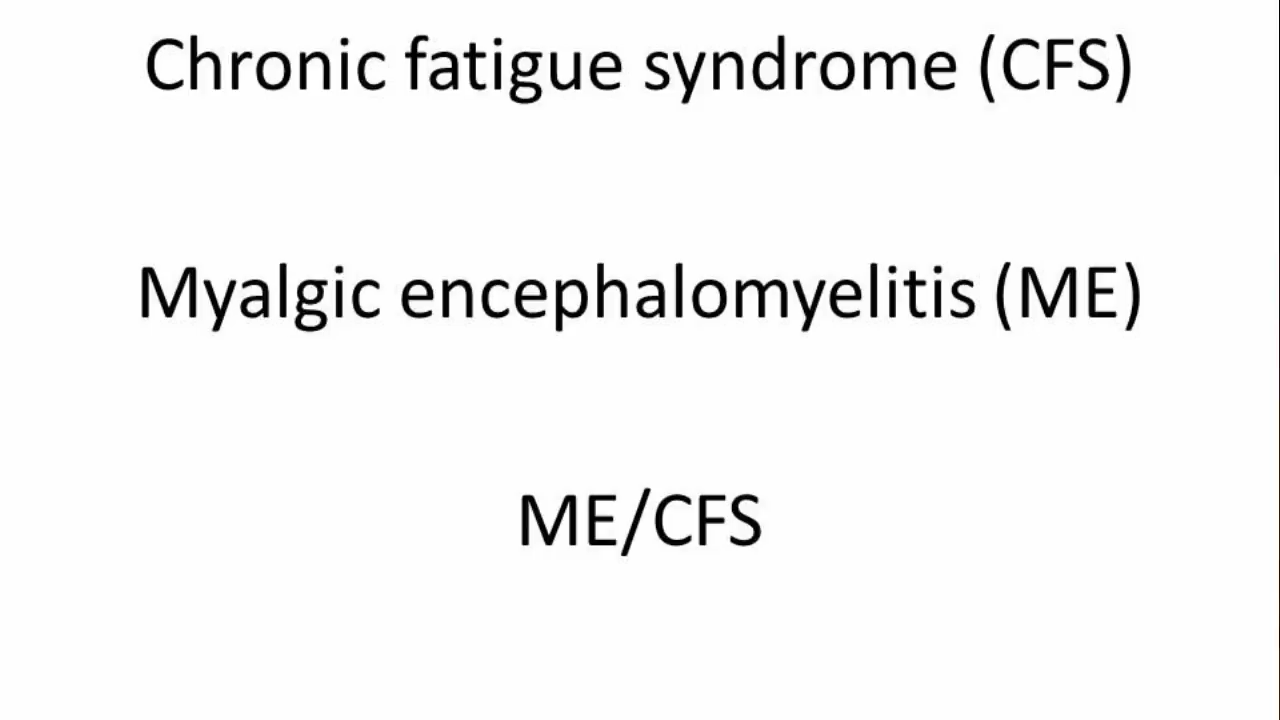 Chronic fatigue syndrome (CFS)
Myalgic encephalomyelitis (ME)
ME/CFS